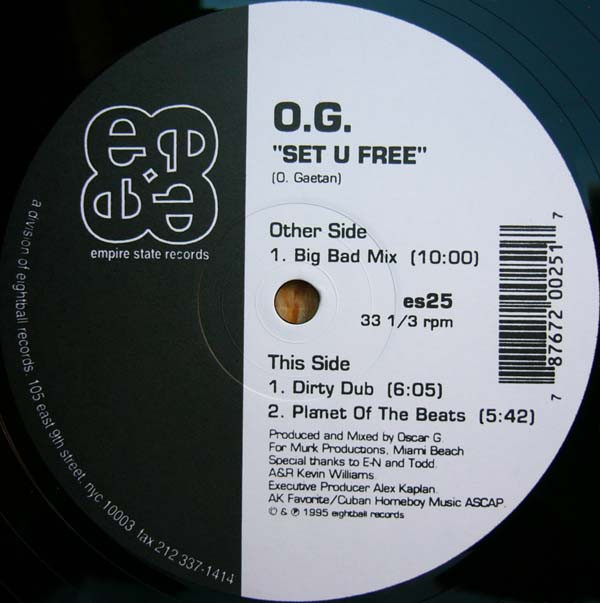 O.G.
"SET U FREE"
(O. Gaetan)
Other Side
1. Big Bad Mix (10:00)
es25
33 1/3 rpm
This Side
1. Dirty Dub (6:05)
2. Planet Of The Beats (5:42)
Produced and Mixed by Oscar G.
For Murk Productions, Miami Beach
Special thanks to E-N and Todd.
A&R Kevin Williams
Executive Producer Alex Kaplan.
AK Favorite/Cuban Homeboy Music ASCAP.
© & ℗ 1995 eightball records
empire state records
a division of eightball records. 105 east 9th street, nyc 10003 fax 212 337-1414
7 87672 00251 7